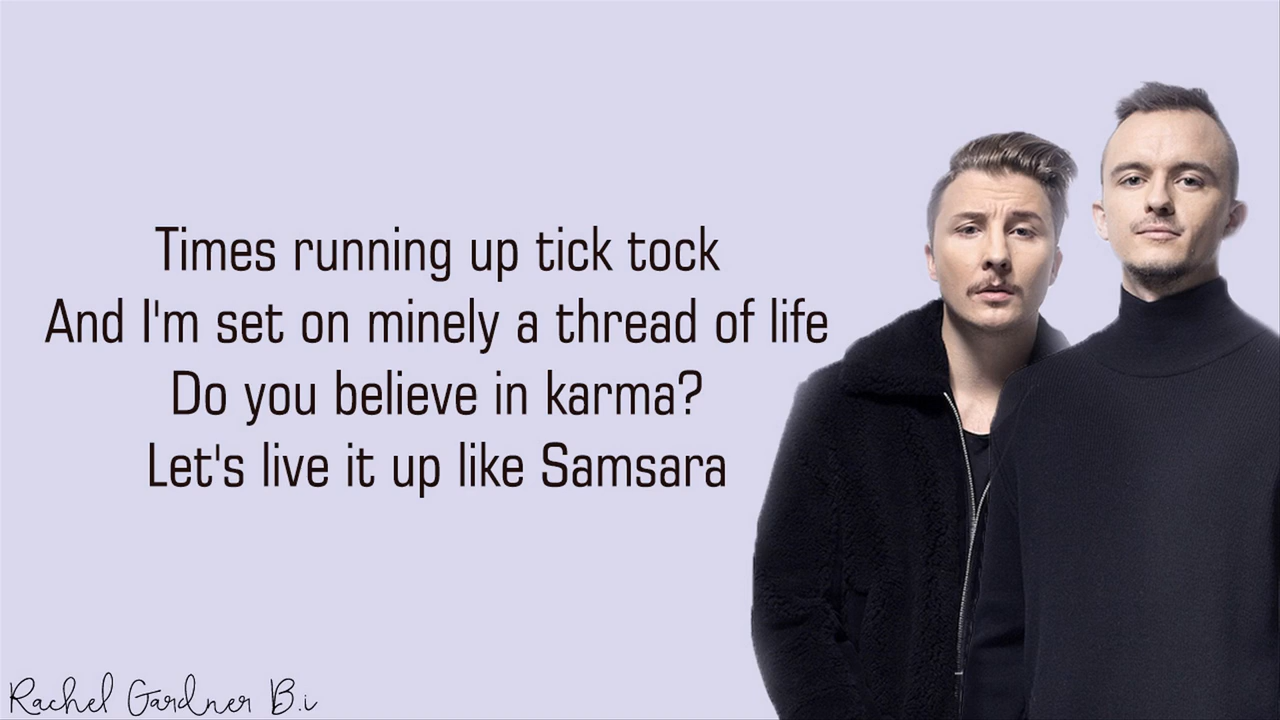 Times running up tick tock
And I'm set on minely a thread of life
Do you believe in karma?
Let's live it up like Samsara
Rachel Gardner B.i